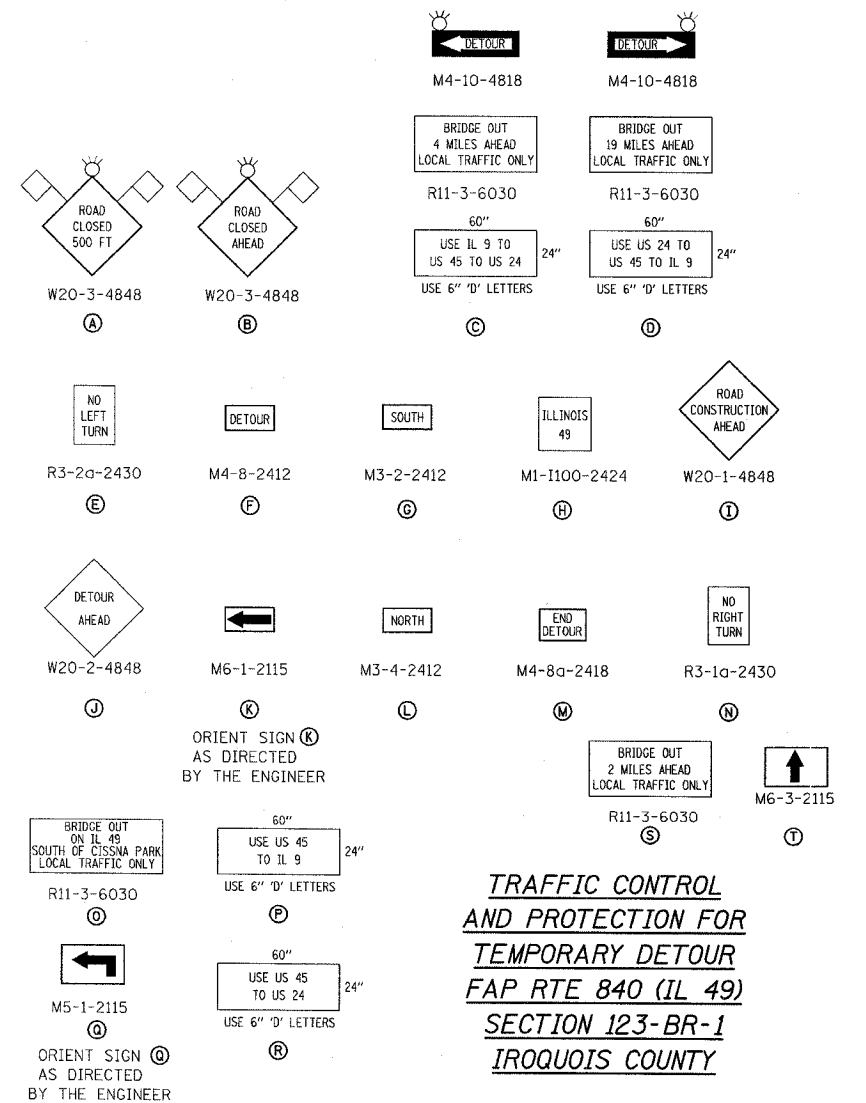 DETOUR
M4-10-4818
DETOUR
M4-10-4818
BRIDGE OUT
4 MILES AHEAD
LOCAL TRAFFIC ONLY
R11-3-6030
BRIDGE OUT
19 MILES AHEAD
LOCAL TRAFFIC ONLY
R11-3-6030
ROAD
CLOSED
500 FT
W20-3-4848
A
ROAD
CLOSED
AHEAD
W20-3-4848
B
60"
USE IL 9 TO
US 45 TO US 24
24"
USE 6" 'D' LETTERS
C
60"
USE US 24 TO
US 45 TO IL 9
24"
USE 6" 'D' LETTERS
D
NO
LEFT
TURN
R3-2a-2430
E
DETOUR
M4-8-2412
F
SOUTH
M3-2-2412
G
ILLINOIS
49
M1-I100-2424
H
ROAD
CONSTRUCTION
AHEAD
W20-1-4848
I
DETOUR
AHEAD
W20-2-4848
J
M6-1-2115
K
ORIENT SIGN K
AS DIRECTED
BY THE ENGINEER
NORTH
M3-4-2412
L
END
DETOUR
M4-8a-2418
M
NO
RIGHT
TURN
R3-1a-2430
N
BRIDGE OUT
2 MILES AHEAD
LOCAL TRAFFIC ONLY
R11-3-6030
S
M6-3-2115
T
BRIDGE OUT
ON IL 49
SOUTH OF CISSNA PARK
LOCAL TRAFFIC ONLY
R11-3-6030
O
60"
USE US 45
TO IL 9
24"
USE 6" 'D' LETTERS
P
M5-1-2115
Q
ORIENT SIGN Q
AS DIRECTED
BY THE ENGINEER
60"
USE US 45
TO US 24
24"
USE 6" 'D' LETTERS
R
TRAFFIC CONTROL
AND PROTECTION FOR
TEMPORARY DETOUR
FAP RTE 840 (IL 49)
SECTION 123-BR-1
IROQUOIS COUNTY